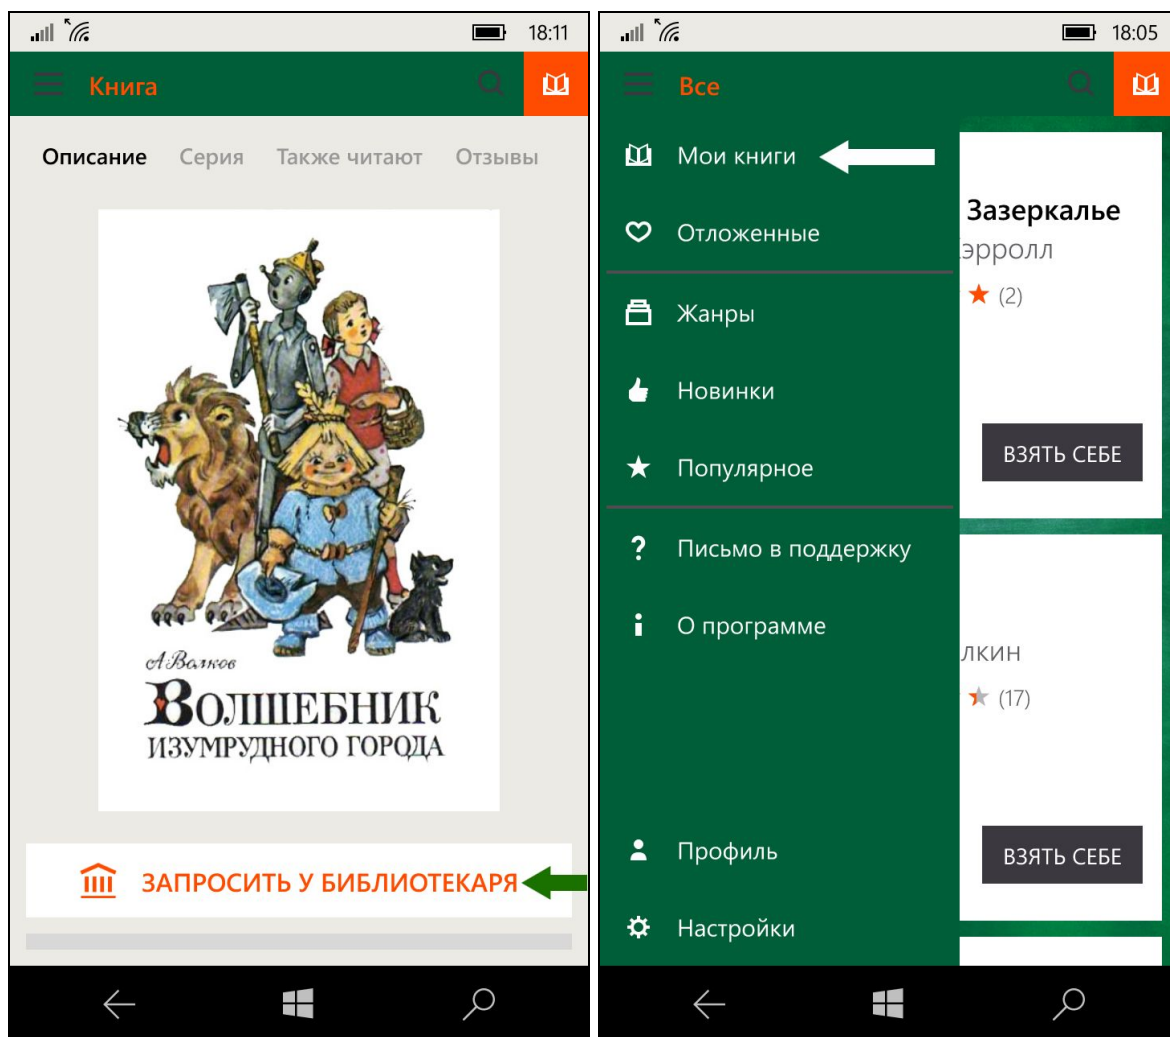 18:11
Книга
Описание Серия Также читают Отзывы
А. Волков
ВОЛШЕБНИК
ИЗУМРУДНОГО ГОРОДА
ЗАПРОСИТЬ У БИБЛИОТЕКАРЯ
18:05
Все
Мои книги
Отложенные
Жанры
Новинки
Популярное
? Письмо в поддержку
О программе
Профиль
Настройки
Зазеркалье
эрролл
(2)
ВЗЯТЬ СЕБЕ
лкин
(17)
ВЗЯТЬ СЕБЕ